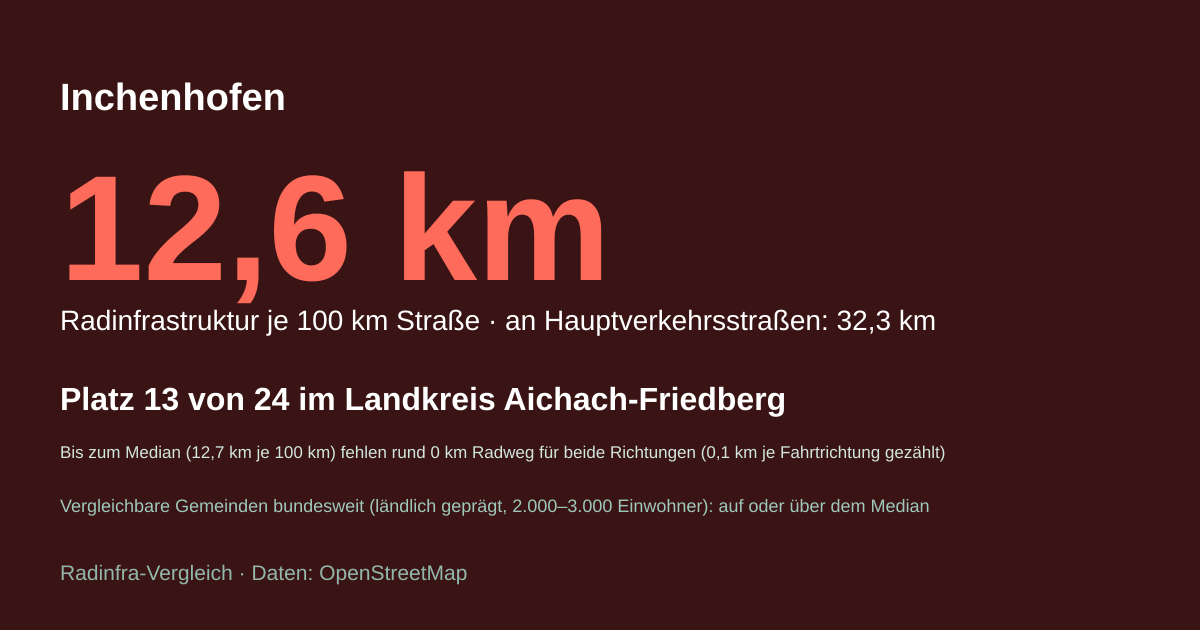 Inchenhofen
12,6 km
Radinfrastruktur je 100 km Straße · an Hauptverkehrsstraßen: 32,3 km
Platz 13 von 24 im Landkreis Aichach-Friedberg
Bis zum Median (12,7 km je 100 km) fehlen rund 0 km Radweg für beide Richtungen (0,1 km je Fahrtrichtung gezählt)
Vergleichbare Gemeinden bundesweit (ländlich geprägt, 2.000–3.000 Einwohner): auf oder über dem Median
Radinfra-Vergleich · Daten: OpenStreetMap